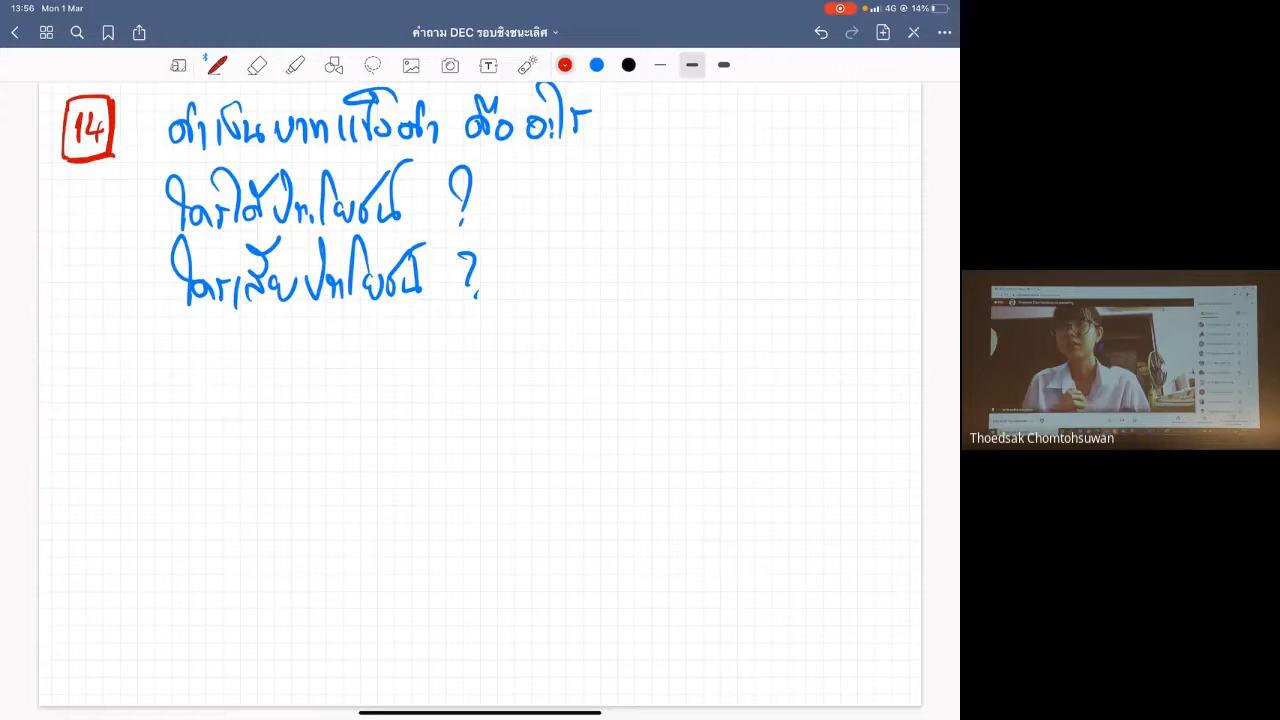 13:56 Mon 1 Mar
4G 14%
คำถาม DEC รอบชิงชนะเลิศ
14 ค่าเงินบาทแข็งค่า คืออะไร
ใครได้ประโยชน์ ?
ใครเสียประโยชน์ ?
Thoedsak Chomtohsuwan